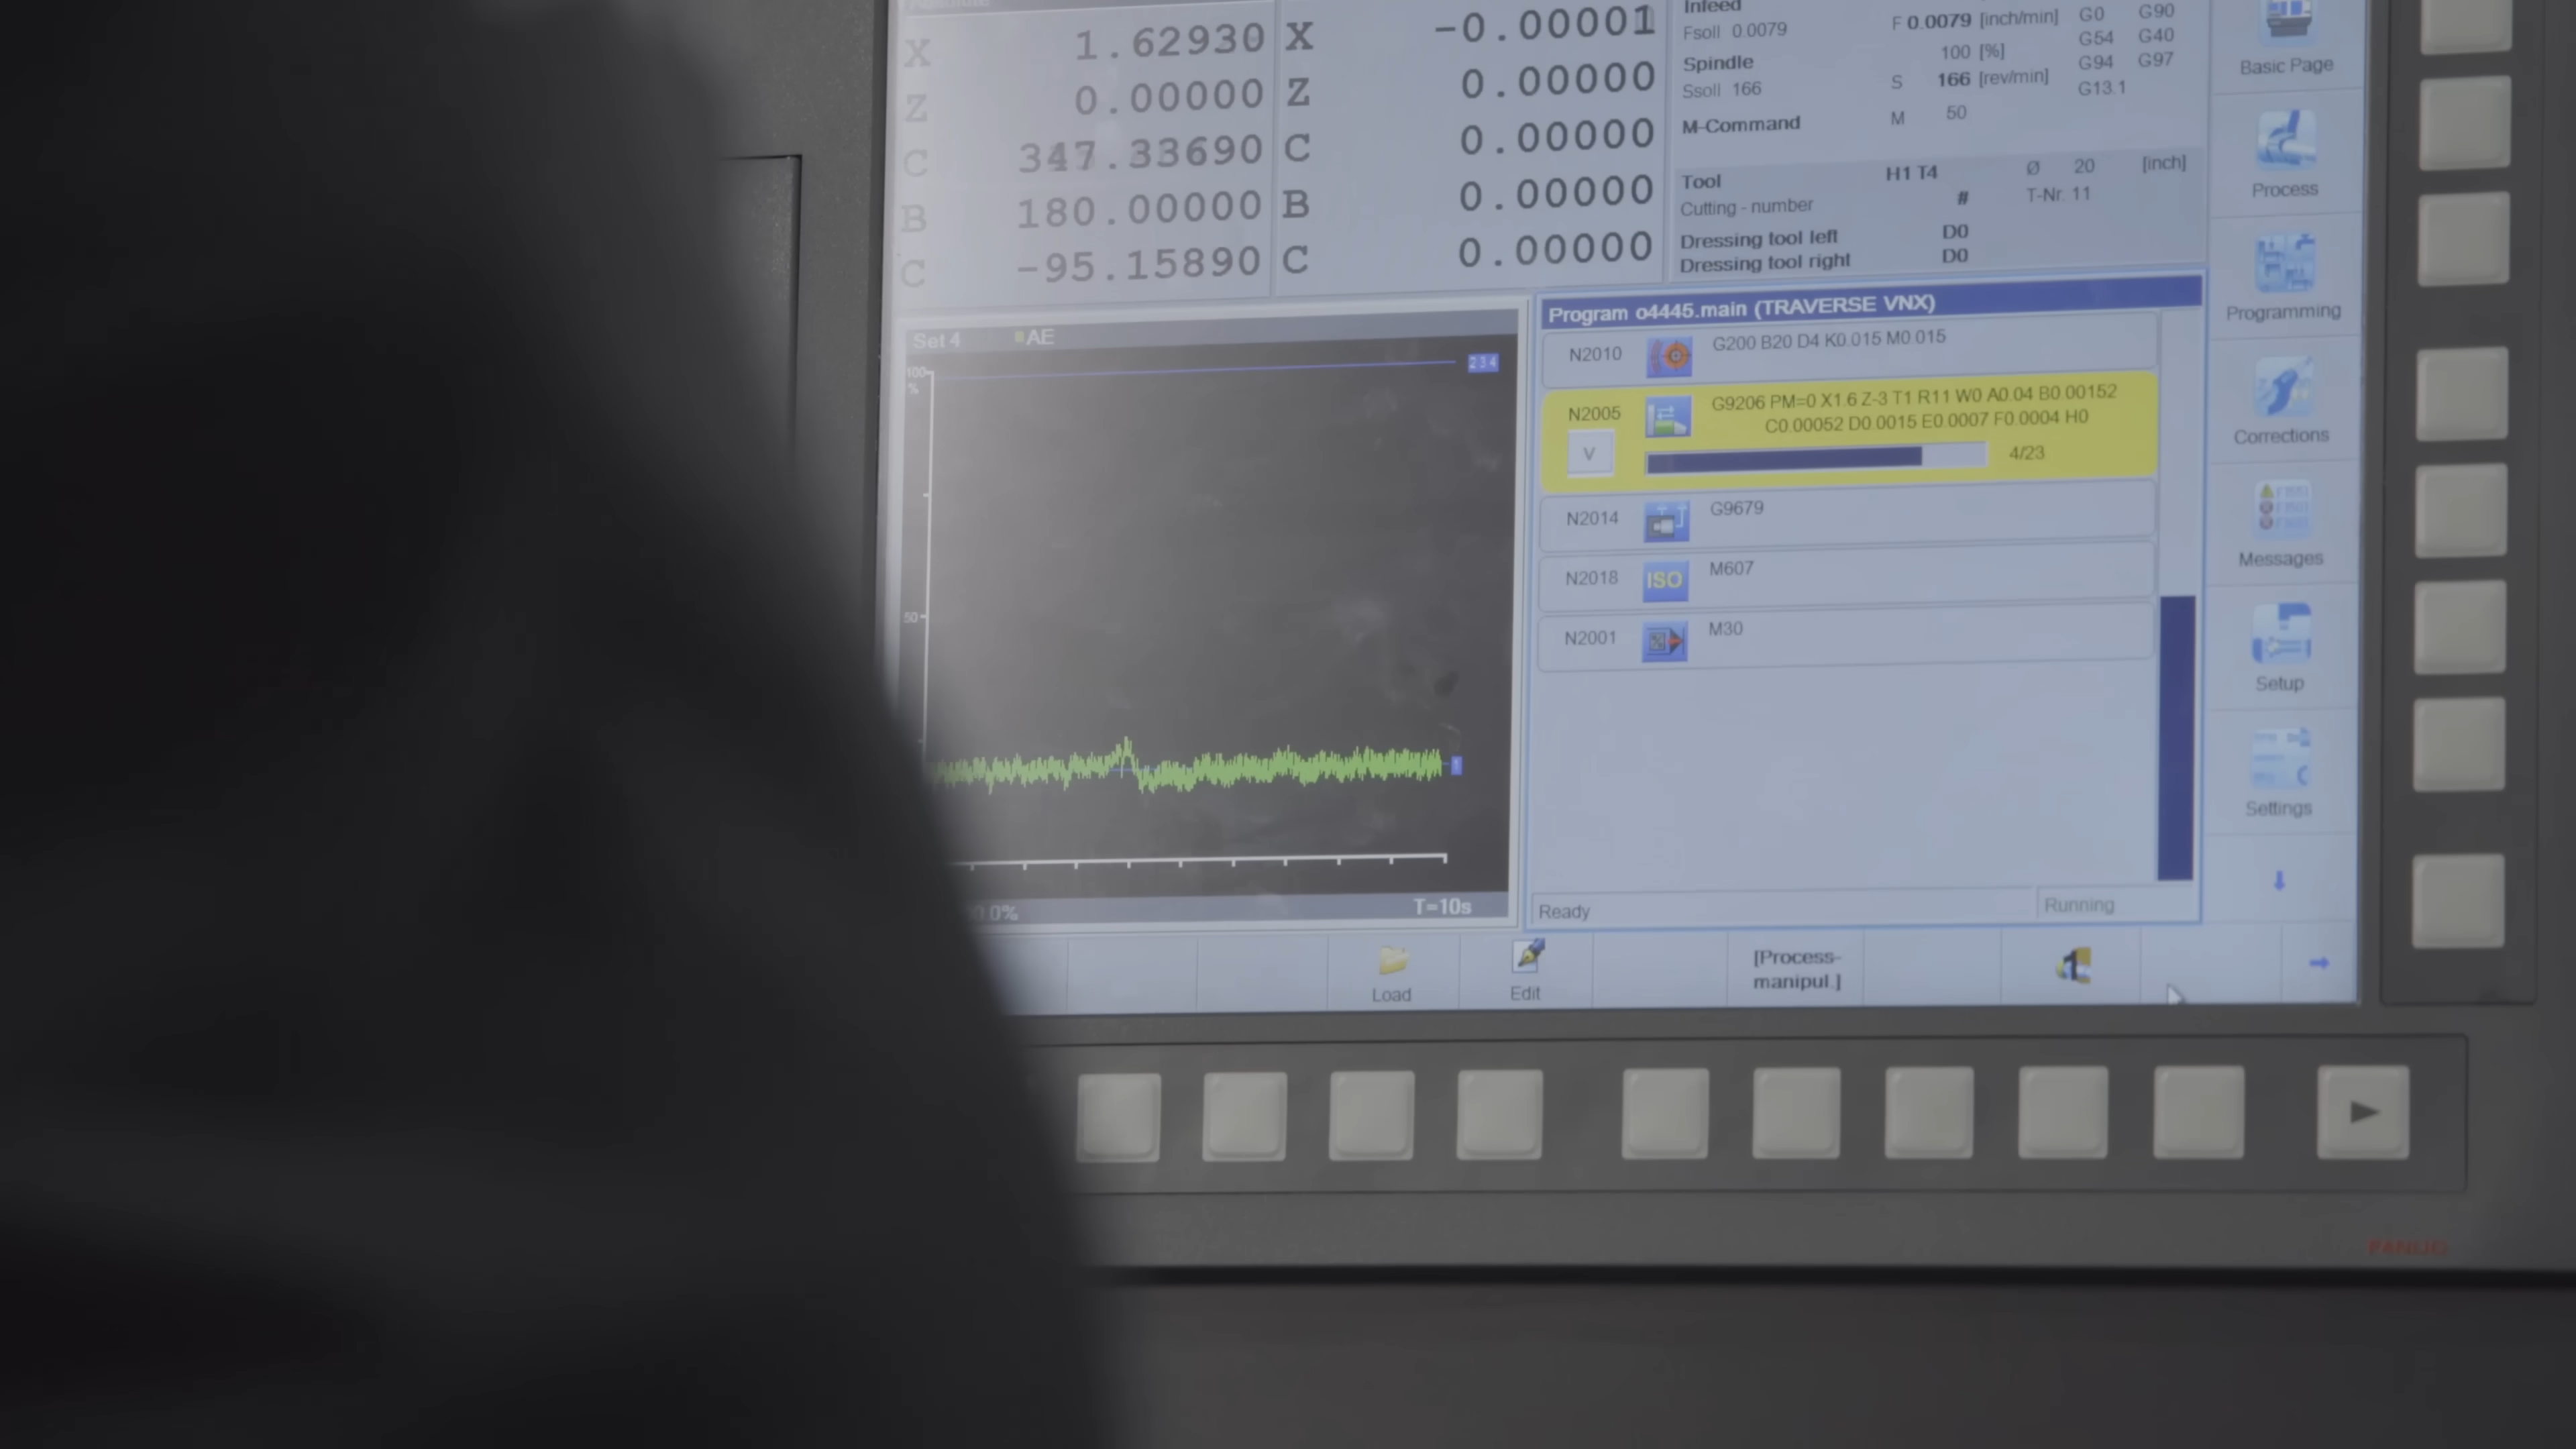 X 1.62930 X -0.00001
Z 0.00000 Z 0.00000
C 347.33690 C 0.00000
B 180.00000 B 0.00000
C -95.15890 C 0.00000
Infeed
Fsoll 0.0079 F 0.0079 [inch/min]
100 [%]
Spindle
Ssoll 166 S 166 [rev/min]
M-Command M 50
G0 G90
G54 G40
G94 G97
G13.1
Tool H1 T4 Ø 20 [inch]
Cutting - number # T-Nr. 11
Dressing tool left D0
Dressing tool right D0
Set 4 AE
100
%
50
234
T=10s
Program o4445.main (TRAVERSE VNX)
N2010 G200 B20 D4 K0.015 M0.015
N2005 G9206 PM=0 X1.6 Z-3 T1 R11 W0 A0.04 B0.00152
C0.00052 D0.0015 E0.0007 F0.0004 H0
V 4/23
N2014 G9679
N2018 ISO M607
N2001 M30
Ready Running
Basic Page
Process
Programming
Corrections
Messages
Setup
Settings
Load
Edit
[Process-
manipul.]
1
FANUC